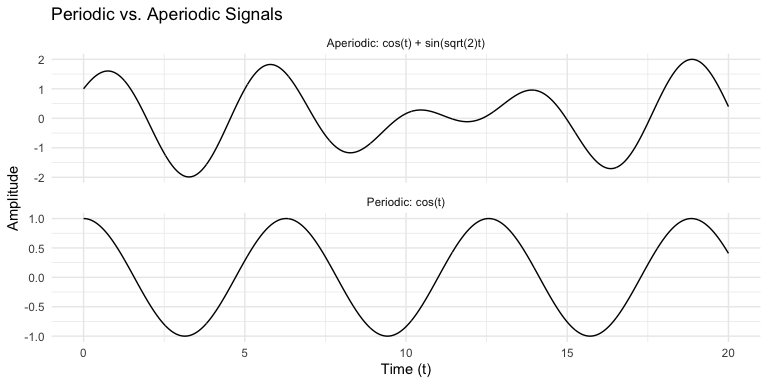 Periodic vs. Aperiodic Signals
Aperiodic: cos(t) + sin(sqrt(2)t)
2
1
0
-1
-2
Amplitude
Periodic: cos(t)
1.0
0.5
0.0
-0.5
-1.0
0 5 10 15 20
Time (t)